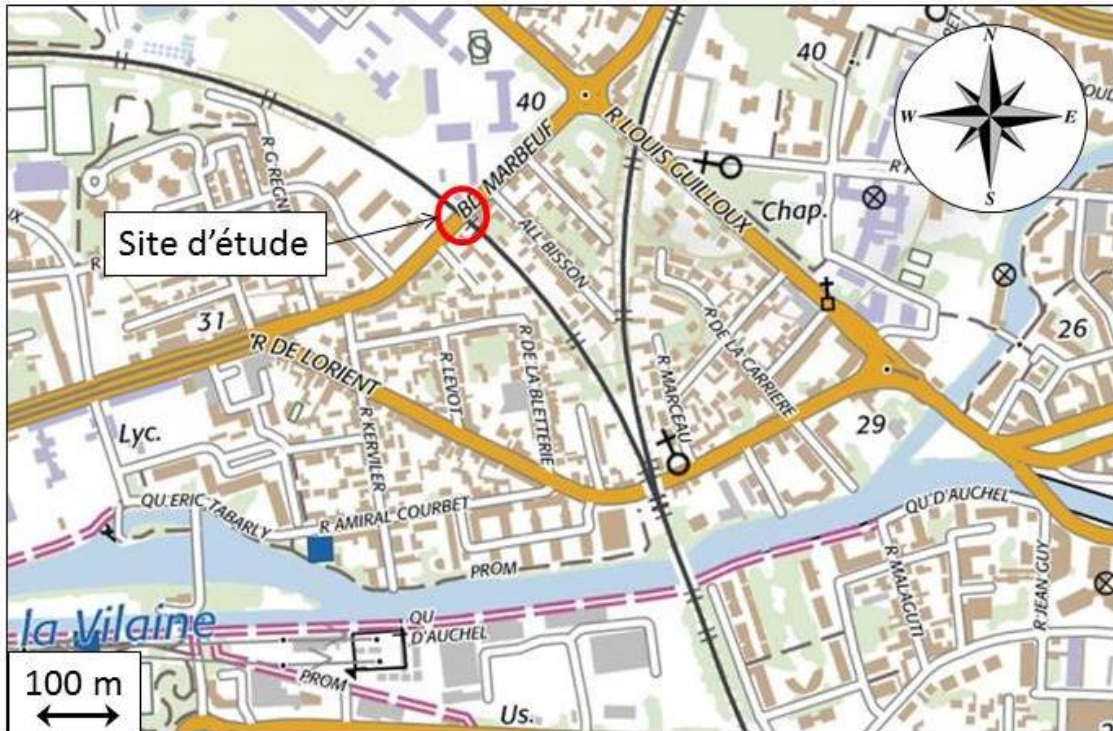 40
40
N
W
E
S
BD MARBEUF
R LOUIS GUILLOUX
R G REGN
Chap.
Site d'étude
ALL BISSON
31
R DE LORIENT
R LEVOT
R DE LA BLETTERIE
R MARCEAU
R DE LA CARRIERE
26
29
Lyc.
R KERVILER
QU ERIC TABARLY
R AMIRAL COURBET
PROM
QU D'AUCHEL
R MALAGUTI
R JEAN GUY
la Vilaine
QU
D'AUCHEL
PROM
100 m
Us.